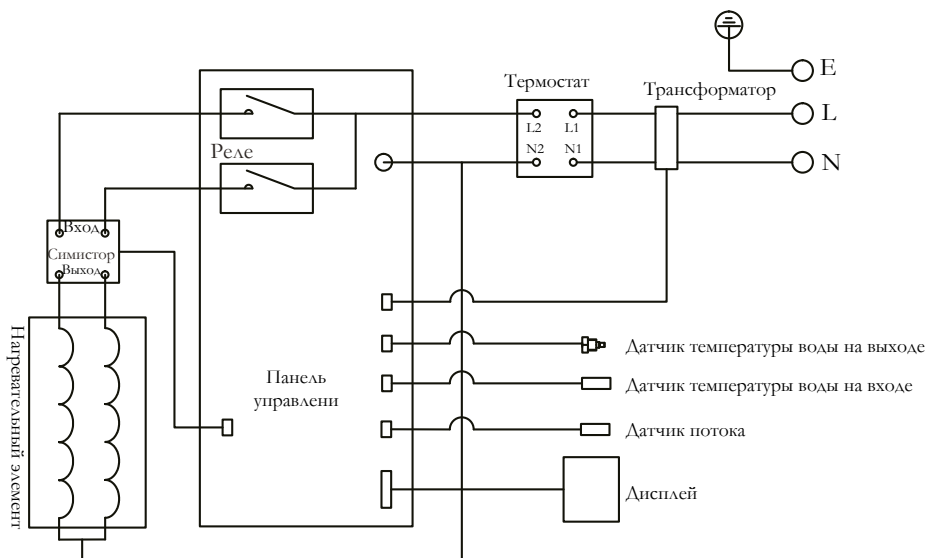 E
Термостат
Трансформатор
L
L2
L1
N2
N1
N
Реле
Вход
Симистор
Выход
Нагревательный элемент
Панель
управлени
Датчик температуры воды на выходе
Датчик температуры воды на входе
Датчик потока
Дисплей